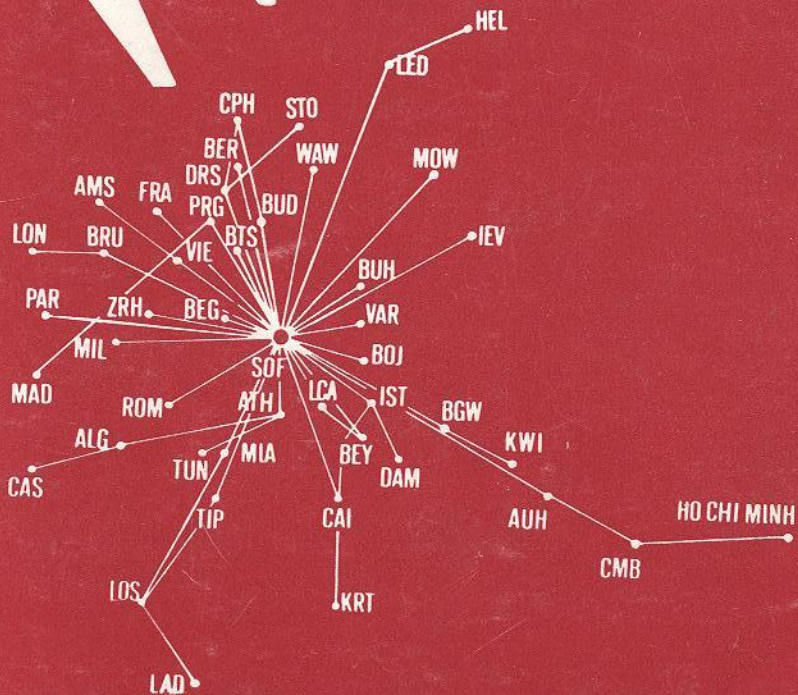 HEL
LED
CPH
STO
BER
WAW
MOW
DRS
AMS
FRA
PRG
BUD
LON
BRU
BTS
IEV
VIE
BUH
PAR
ZRH
BEG
VAR
MIL
BOJ
SOF
MAD
ROM
ATH
LCA
IST
BGW
ALG
KWI
TUN
MIA
BEY
DAM
CAS
TIP
CAI
AUH
HO CHI MINH
CMB
LOS
KRT
LAD